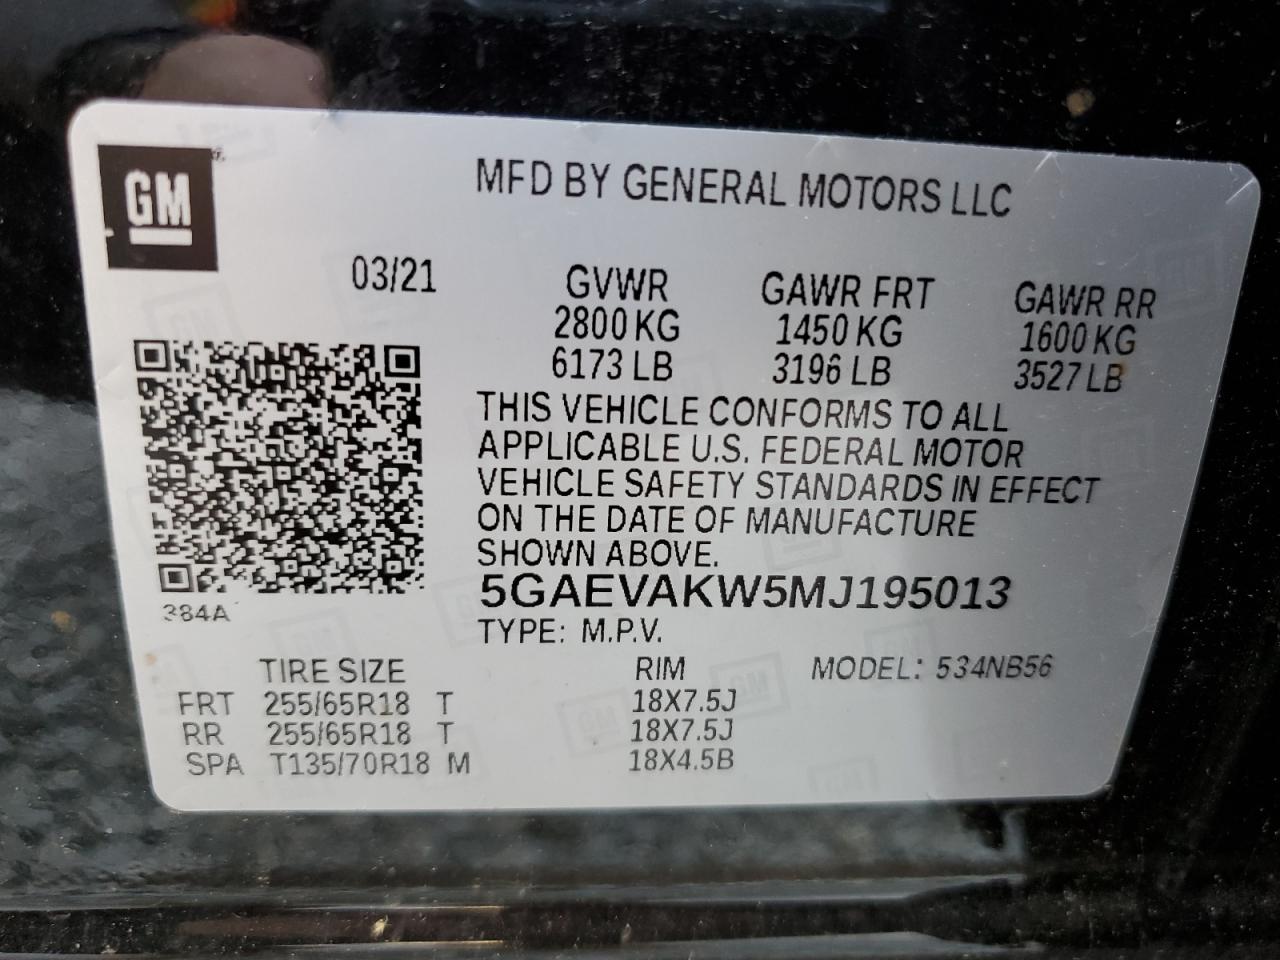 GM
MFD BY GENERAL MOTORS LLC
03/21
GVWR GAWR FRT GAWR RR
2800 KG 1450 KG 1600 KG
6173 LB 3196 LB 3527 LB
THIS VEHICLE CONFORMS TO ALL
APPLICABLE U.S. FEDERAL MOTOR
VEHICLE SAFETY STANDARDS IN EFFECT
ON THE DATE OF MANUFACTURE
SHOWN ABOVE.
384A
5GAEVAKW5MJ195013
TYPE: M.P.V.
TIRE SIZE RIM MODEL: 534NB56
FRT 255/65R18 T 18X7.5J
RR 255/65R18 T 18X7.5J
SPA T135/70R18 M 18X4.5B